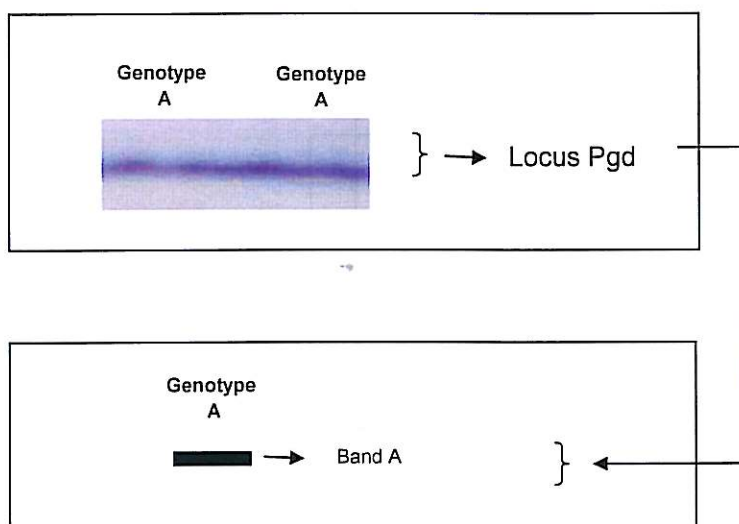 Genotype Genotype
A A
Locus Pgd
Genotype
A
Band A